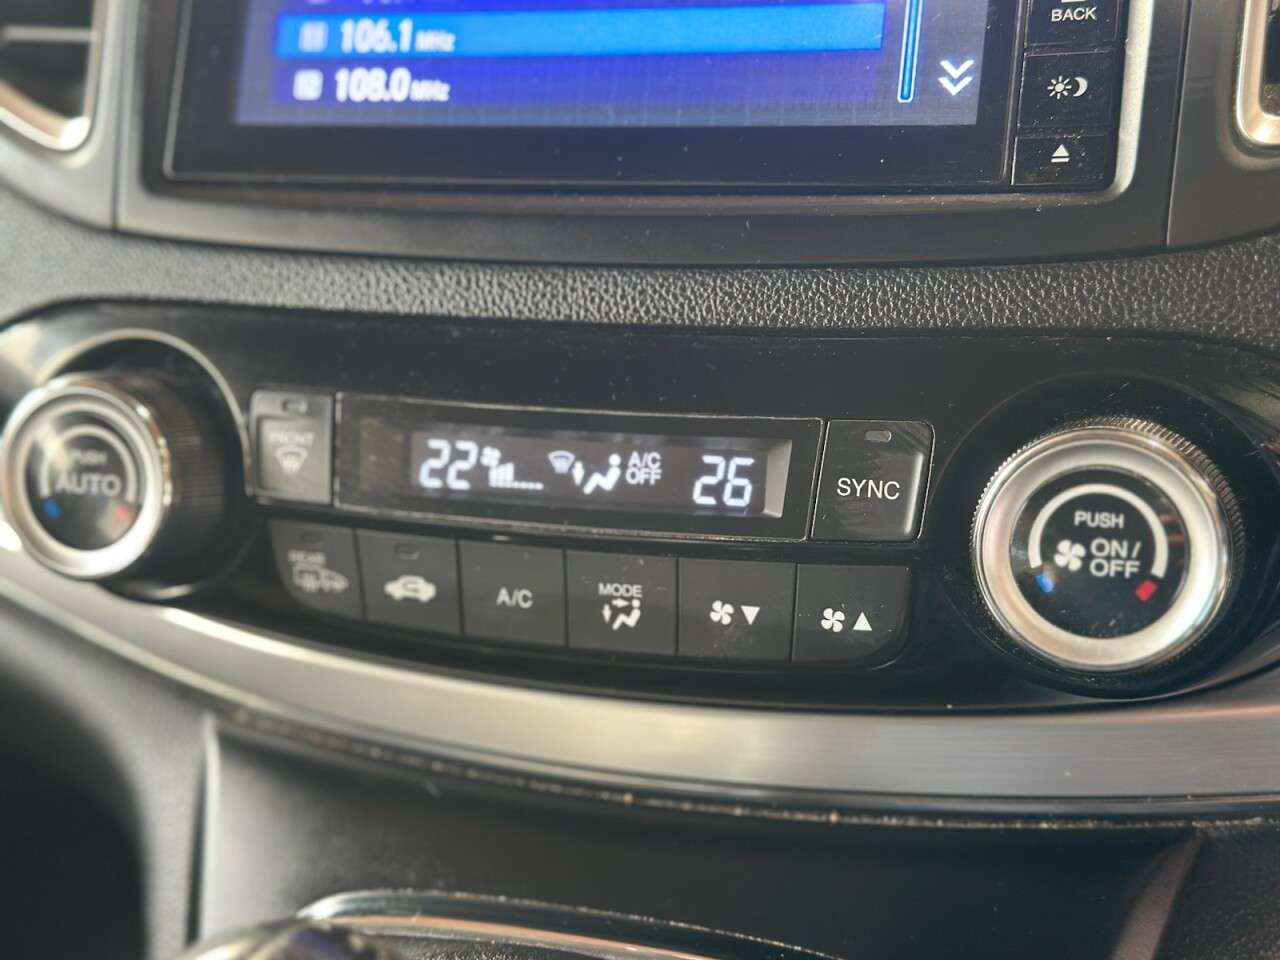 BACK
106.1 MHz
108.0 MHz
FRONT
PUSH
AUTO
22
A/C
OFF
26
SYNC
PUSH
ON/
OFF
REAR
A/C
MODE